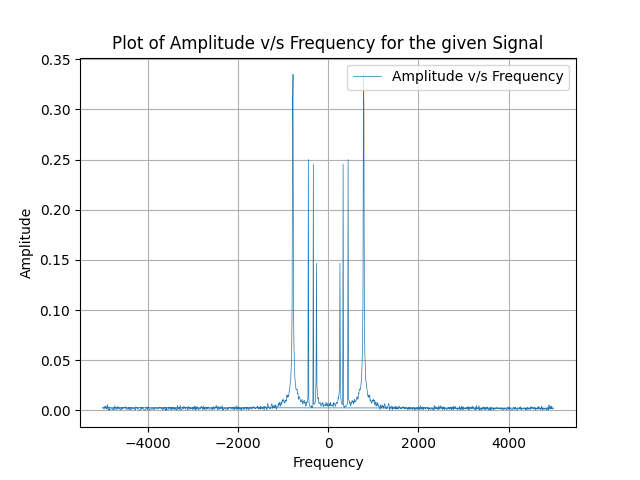 Plot of Amplitude v/s Frequency for the given Signal
Amplitude v/s Frequency
0.35
0.30
0.25
0.20
0.15
0.10
0.05
0.00
Amplitude
−4000 −2000 0 2000 4000
Frequency